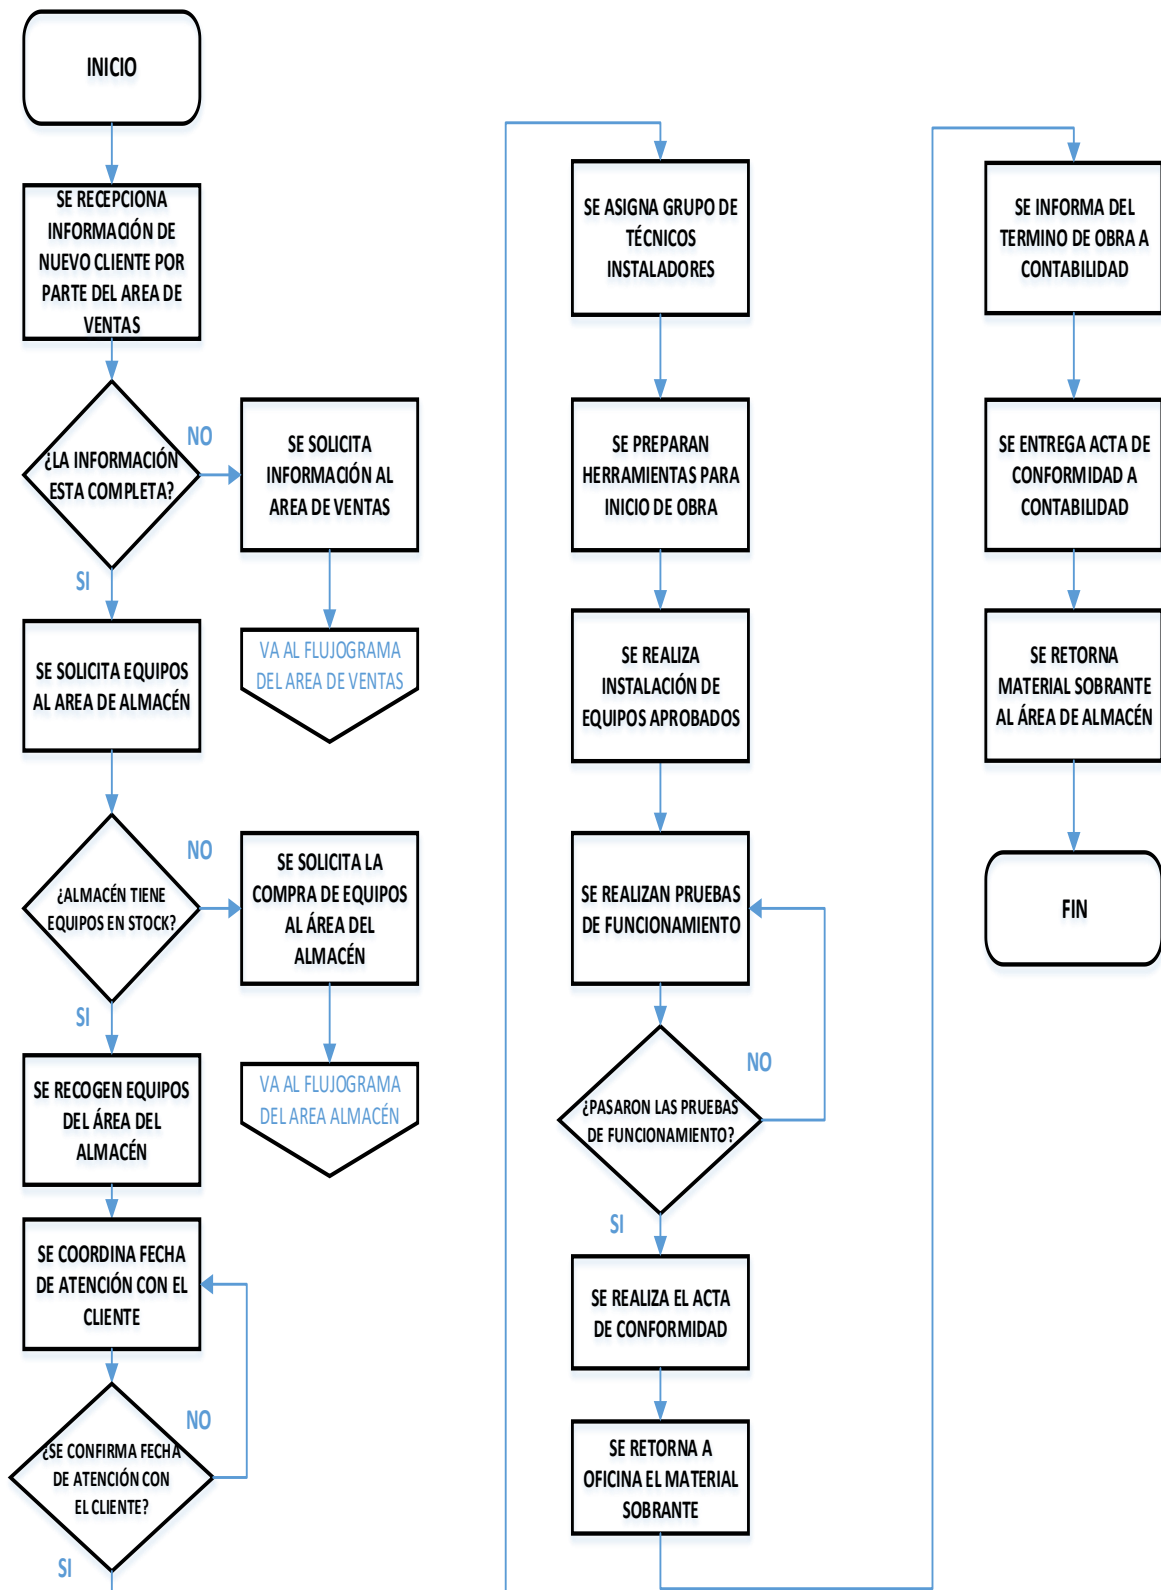 INICIO
SE RECEPCIONA
INFORMACIÓN DE
NUEVO CLIENTE POR
PARTE DEL AREA DE
VENTAS
¿LA INFORMACIÓN
ESTA COMPLETA?
NO
SE SOLICITA
INFORMACIÓN AL
AREA DE VENTAS
VA AL FLUJOGRAMA
DEL AREA DE VENTAS
SI
SE SOLICITA EQUIPOS
AL AREA DE ALMACÉN
¿ALMACÉN TIENE
EQUIPOS EN STOCK?
NO
SE SOLICITA LA
COMPRA DE EQUIPOS
AL ÁREA DEL
ALMACÉN
VA AL FLUJOGRAMA
DEL AREA ALMACÉN
SI
SE RECOGEN EQUIPOS
DEL ÁREA DEL
ALMACÉN
SE COORDINA FECHA
DE ATENCIÓN CON EL
CLIENTE
NO
¿SE CONFIRMA FECHA
DE ATENCIÓN CON
EL CLIENTE?
SI
SE ASIGNA GRUPO DE
TÉCNICOS
INSTALADORES
SE PREPARAN
HERRAMIENTAS PARA
INICIO DE OBRA
SE REALIZA
INSTALACIÓN DE
EQUIPOS APROBADOS
SE REALIZAN PRUEBAS
DE FUNCIONAMIENTO
NO
¿PASARON LAS PRUEBAS
DE FUNCIONAMIENTO?
SI
SE REALIZA EL ACTA
DE CONFORMIDAD
SE RETORNA A
OFICINA EL MATERIAL
SOBRANTE
SE INFORMA DEL
TERMINO DE OBRA A
CONTABILIDAD
SE ENTREGA ACTA DE
CONFORMIDAD A
CONTABILIDAD
SE RETORNA
MATERIAL SOBRANTE
AL ÁREA DE ALMACÉN
FIN